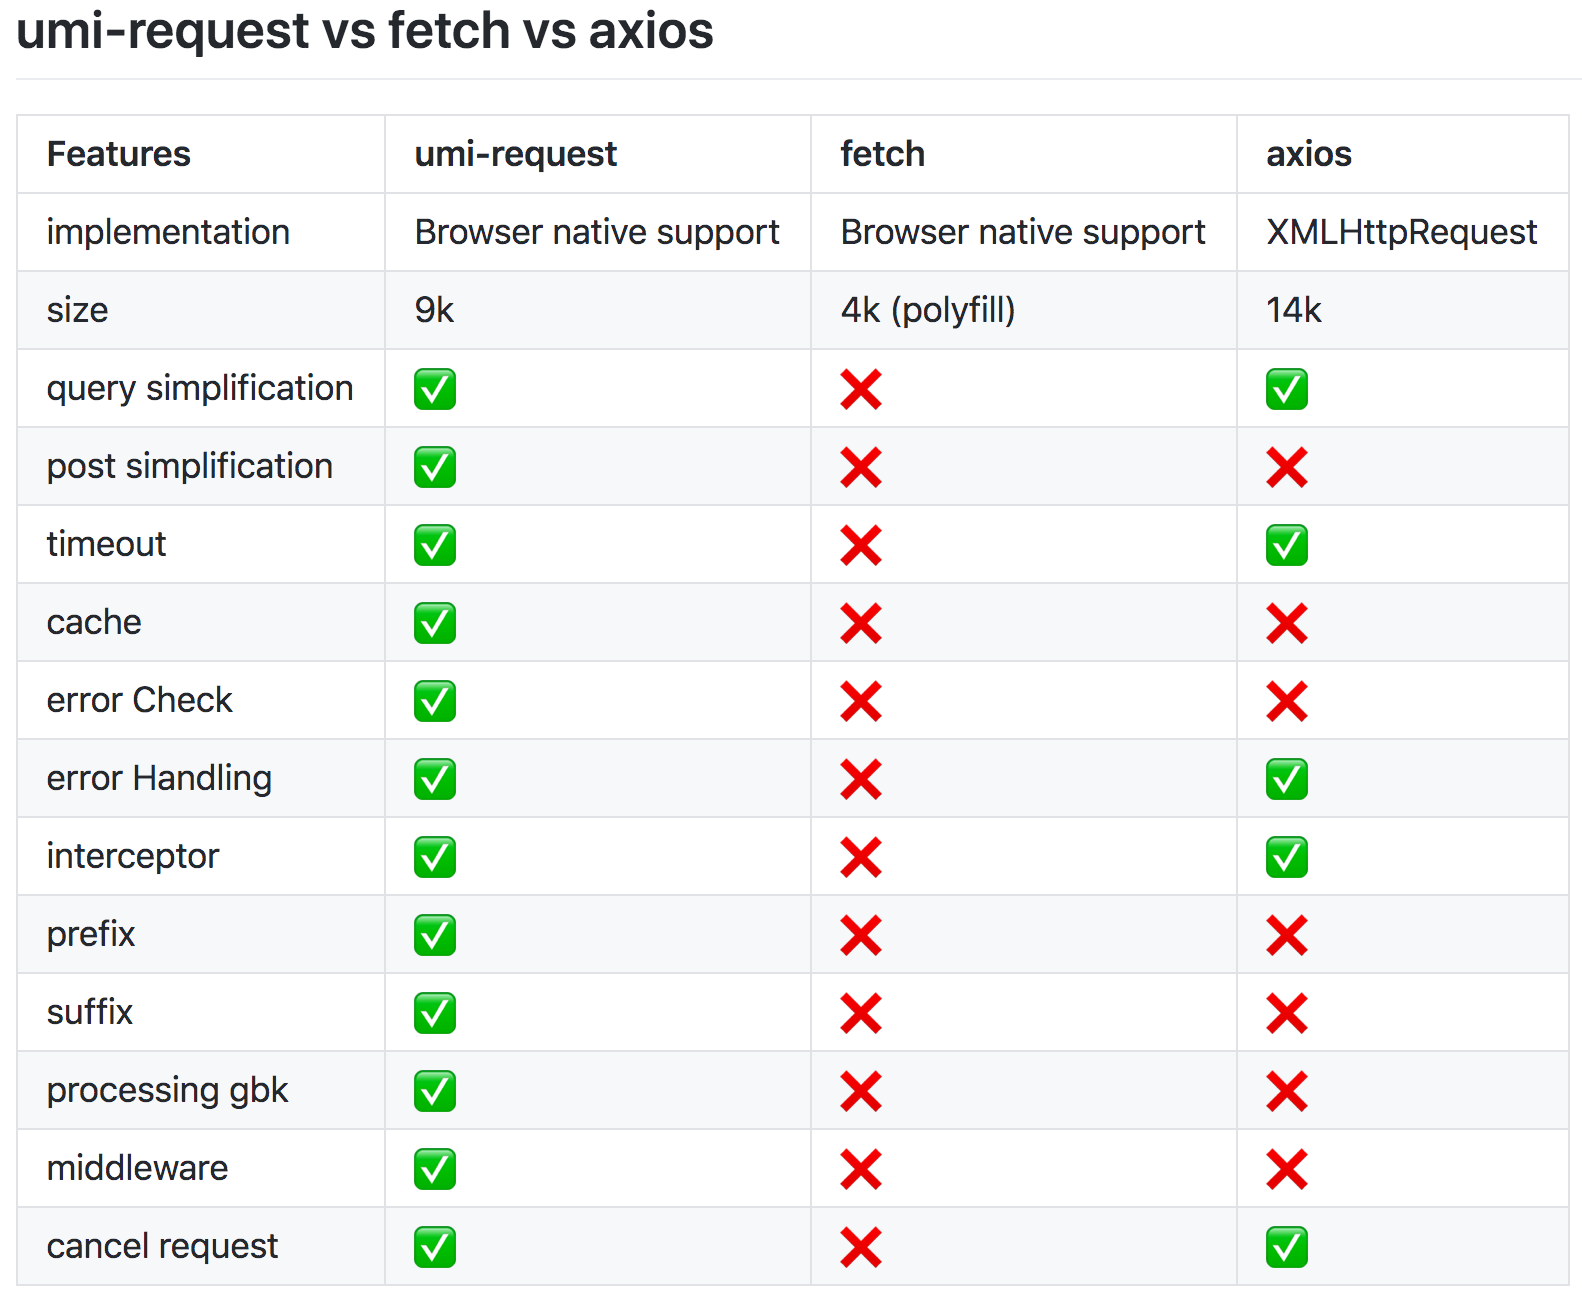 umi-request vs fetch vs axios
Features umi-request fetch axios
implementation Browser native support Browser native support XMLHttpRequest
size 9k 4k (polyfill) 14k
query simplification ✅ ❌ ✅
post simplification ✅ ❌ ❌
timeout ✅ ❌ ✅
cache ✅ ❌ ❌
error Check ✅ ❌ ❌
error Handling ✅ ❌ ✅
interceptor ✅ ❌ ✅
prefix ✅ ❌ ❌
suffix ✅ ❌ ❌
processing gbk ✅ ❌ ❌
middleware ✅ ❌ ❌
cancel request ✅ ❌ ✅